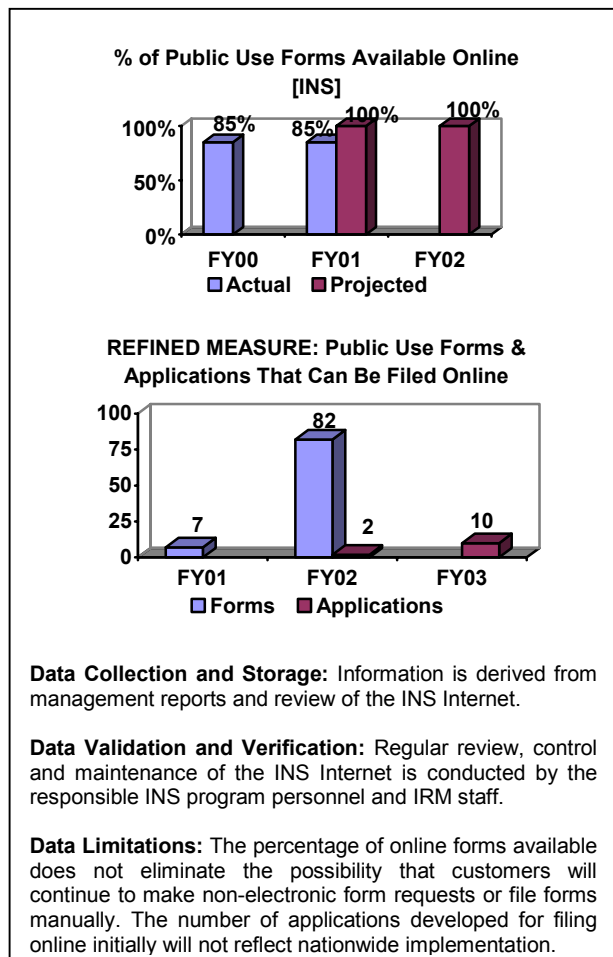 % of Public Use Forms Available Online
[INS]
85% 85% 100% 100%
100%
50%
0%
FY00 FY01 FY02
Actual Projected
REFINED MEASURE: Public Use Forms &
Applications That Can Be Filed Online
100
75
50
25
0
7 82 2 10
FY01 FY02 FY03
Forms Applications
Data Collection and Storage: Information is derived from
management reports and review of the INS Internet.
Data Validation and Verification: Regular review, control
and maintenance of the INS Internet is conducted by the
responsible INS program personnel and IRM staff.
Data Limitations: The percentage of online forms available
does not eliminate the possibility that customers will
continue to make non-electronic form requests or file forms
manually. The number of applications developed for filing
online initially will not reflect nationwide implementation.